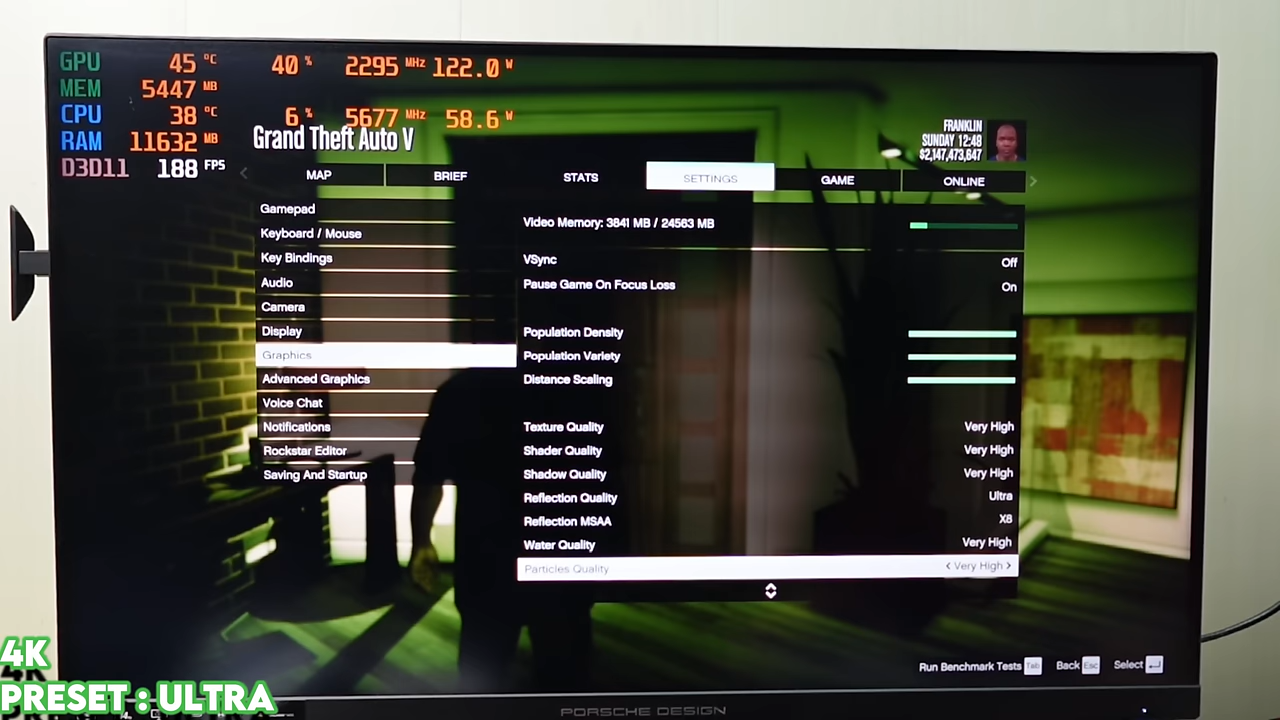 GPU 45 °C 40 % 2295 MHz 122.0 W
MEM 5447 MB
CPU 38 °C 6 % 5677 MHz 58.6 W
RAM 11632 MB
D3D11 188 FPS
Grand Theft Auto V
FRANKLIN
SUNDAY 12:48
$2,147,473,647
MAP BRIEF STATS SETTINGS GAME ONLINE
Gamepad
Keyboard / Mouse
Key Bindings
Audio
Camera
Display
Graphics
Advanced Graphics
Voice Chat
Notifications
Rockstar Editor
Saving And Startup
Video Memory: 3841 MB / 24563 MB
VSync Off
Pause Game On Focus Loss On
Population Density
Population Variety
Distance Scaling
Texture Quality Very High
Shader Quality Very High
Shadow Quality Very High
Reflection Quality Ultra
Reflection MSAA X8
Water Quality Very High
Particles Quality < Very High >
Run Benchmark Tests Tab Back Esc Select
4K
PRESET : ULTRA
PORSCHE DESIGN